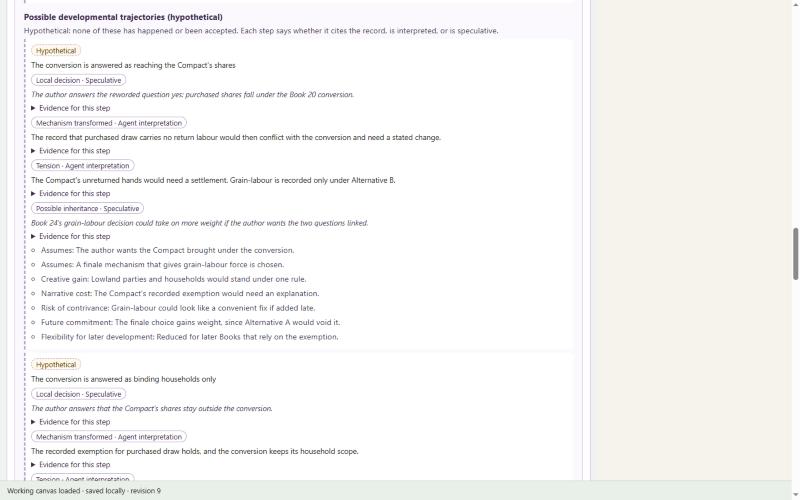 Possible developmental trajectories (hypothetical)
Hypothetical: none of these has happened or been accepted. Each step says whether it cites the record, is interpreted, or is speculative.
Hypothetical
The conversion is answered as reaching the Compact's shares
Local decision · Speculative
The author answers the reworded question yes: purchased shares fall under the Book 20 conversion.
▶ Evidence for this step
Mechanism transformed · Agent interpretation
The record that purchased draw carries no return labour would then conflict with the conversion and need a stated change.
▶ Evidence for this step
Tension · Agent interpretation
The Compact's unreturned hands would need a settlement. Grain-labour is recorded only under Alternative B.
▶ Evidence for this step
Possible inheritance · Speculative
Book 24's grain-labour decision could take on more weight if the author wants the two questions linked.
▶ Evidence for this step
Assumes: The author wants the Compact brought under the conversion.
Assumes: A finale mechanism that gives grain-labour force is chosen.
Creative gain: Lowland parties and households would stand under one rule.
Narrative cost: The Compact's recorded exemption would need an explanation.
Risk of contrivance: Grain-labour could look like a convenient fix if added late.
Future commitment: The finale choice gains weight, since Alternative A would void it.
Flexibility for later development: Reduced for later Books that rely on the exemption.
Hypothetical
The conversion is answered as binding households only
Local decision · Speculative
The author answers that the Compact's shares stay outside the conversion.
▶ Evidence for this step
Mechanism transformed · Agent interpretation
The recorded exemption for purchased draw holds, and the conversion keeps its household scope.
▶ Evidence for this step
Tension · Agent interpretation
Working canvas loaded · saved locally · revision 9